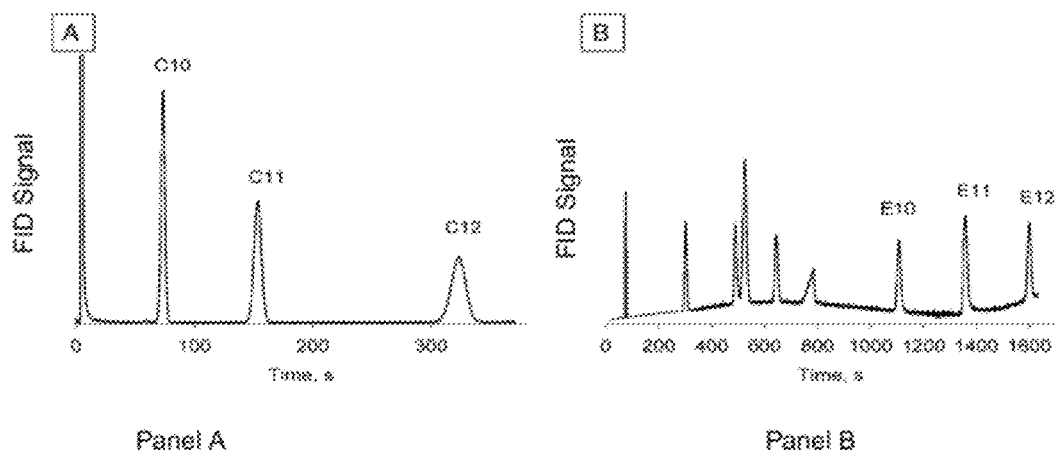 A
C10
C11
C12
FID Signal
0
100
200
300
Time, s
Panel A
B
E10
E11
E12
FID Signal
0
200
400
600
800
1000
1200
1400
1600
Time, s
Panel B